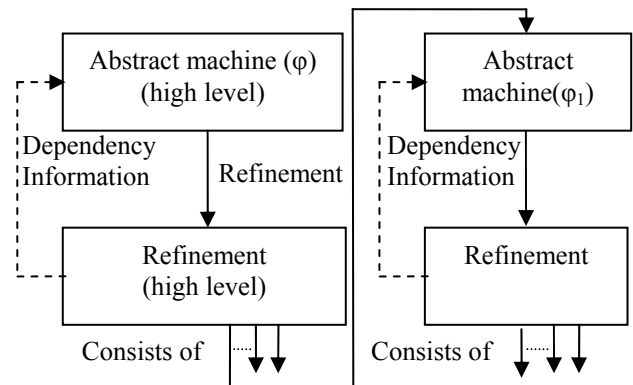 Abstract machine (φ)
(high level)
Dependency
Information
Refinement
Refinement
(high level)
Consists of
......
Abstract
machine(φ₁)
Dependency
Information
Refinement
Consists of
.......